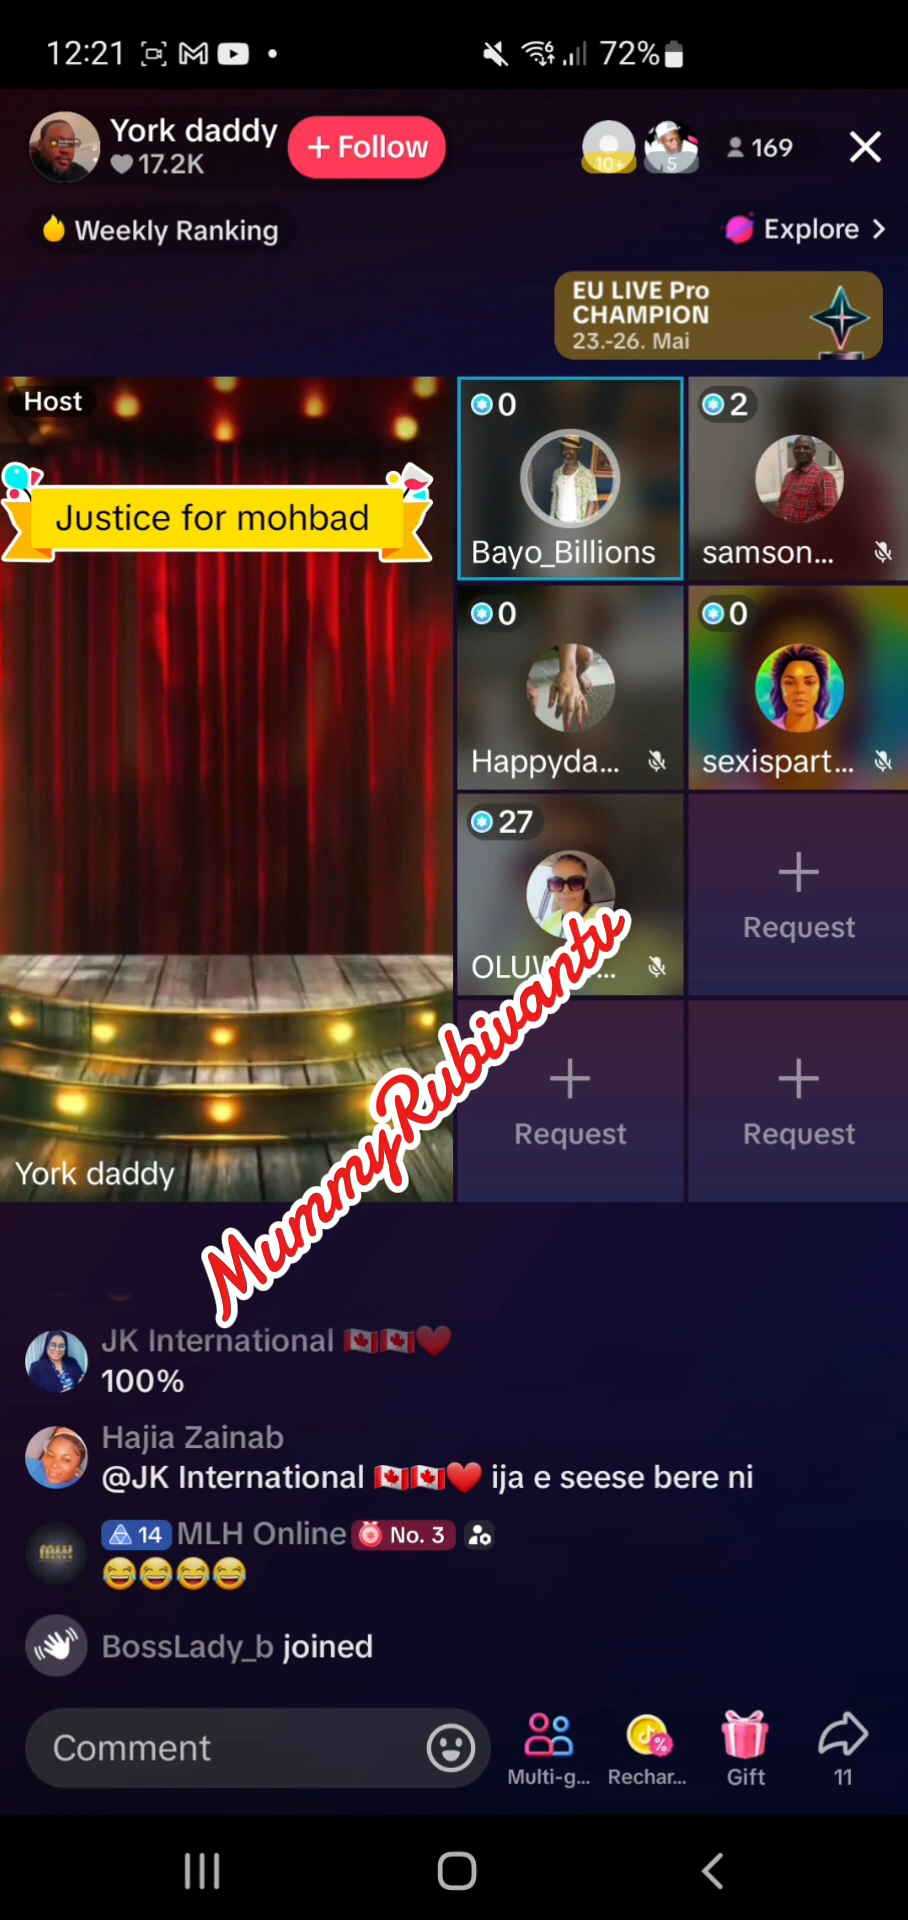 12:21
72%
York daddy
17.2K
+ Follow
10+
5
169
Weekly Ranking
Explore >
EU LIVE Pro
CHAMPION
23.-26. Mai
Host
Justice for mohbad
York daddy
0
Bayo_Billions
2
samson...
0
Happyda...
0
sexispart...
27
Request
Request
Request
MummyRubivantv
JK International 🇨🇦🇨🇦❤️
100%
Hajia Zainab
@JK International 🇨🇦🇨🇦❤️ ija e seese bere ni
14 MLH Online No. 3
😂😂😂😂
BossLady_b joined
Comment
Multi-g...
Rechar...
Gift
11